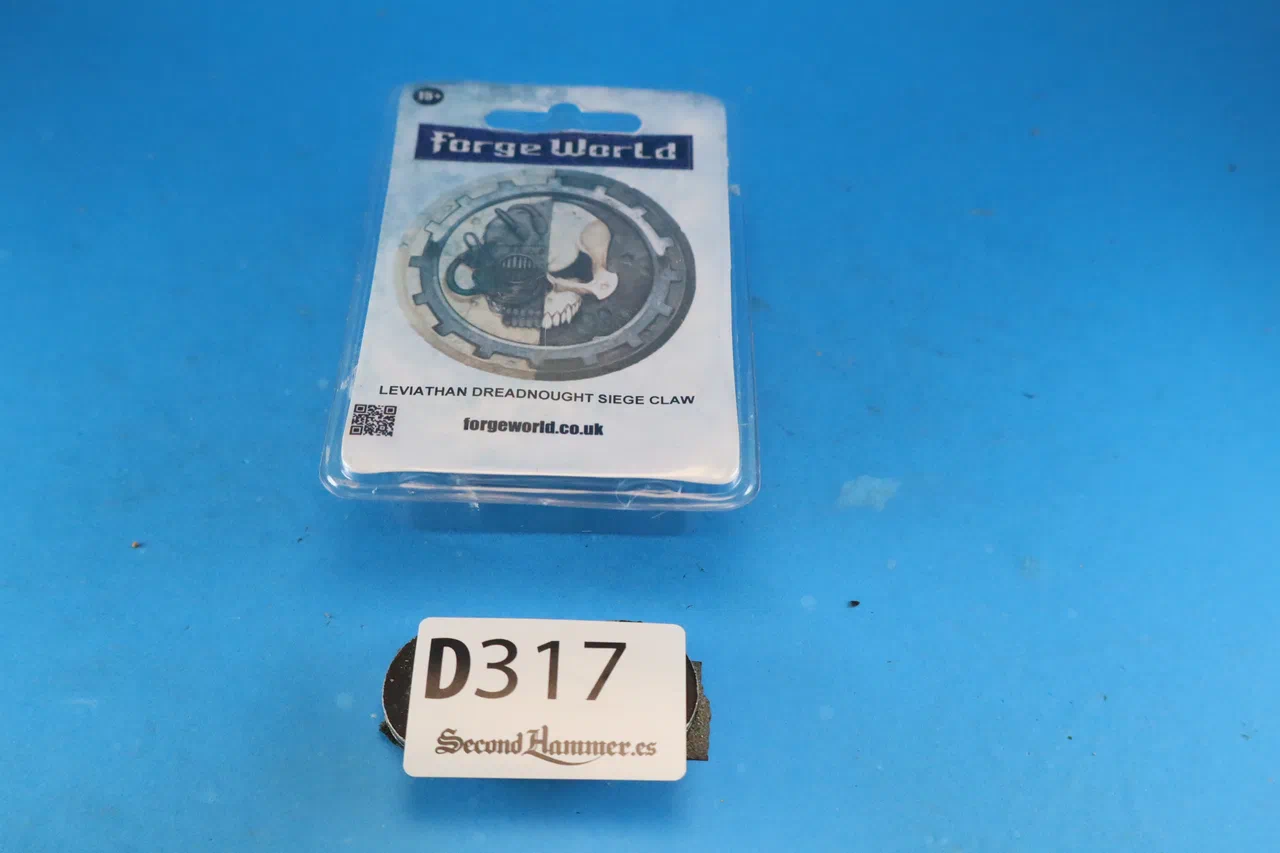 15+
Forge World
LEVIATHAN DREADNOUGHT SIEGE CLAW
forgeworld.co.uk
D317
SecondHammer.es